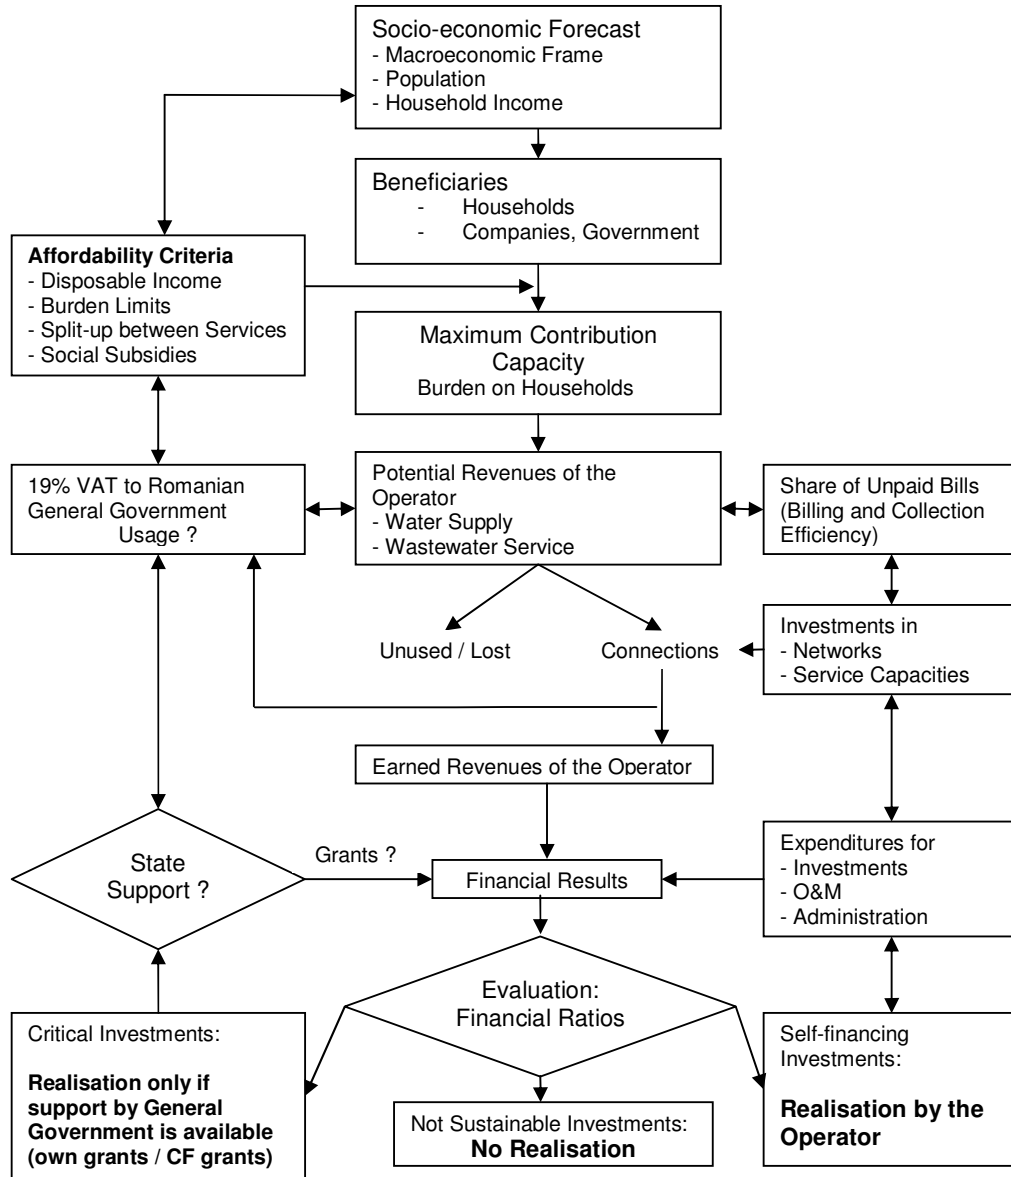 Socio-economic Forecast
- Macroeconomic Frame
- Population
- Household Income
Beneficiaries
- Households
- Companies, Government
Affordability Criteria
- Disposable Income
- Burden Limits
- Split-up between Services
- Social Subsidies
Maximum Contribution
Capacity
Burden on Households
19% VAT to Romanian
General Government
Usage ?
Potential Revenues of the
Operator
- Water Supply
- Wastewater Service
Share of Unpaid Bills
(Billing and Collection
Efficiency)
Unused / Lost
Connections
Investments in
- Networks
- Service Capacities
Earned Revenues of the Operator
State
Support ?
Grants ?
Financial Results
Expenditures for
- Investments
- O&M
- Administration
Evaluation:
Financial Ratios
Critical Investments:
Realisation only if
support by General
Government is available
(own grants / CF grants)
Not Sustainable Investments:
No Realisation
Self-financing
Investments:
Realisation by the
Operator